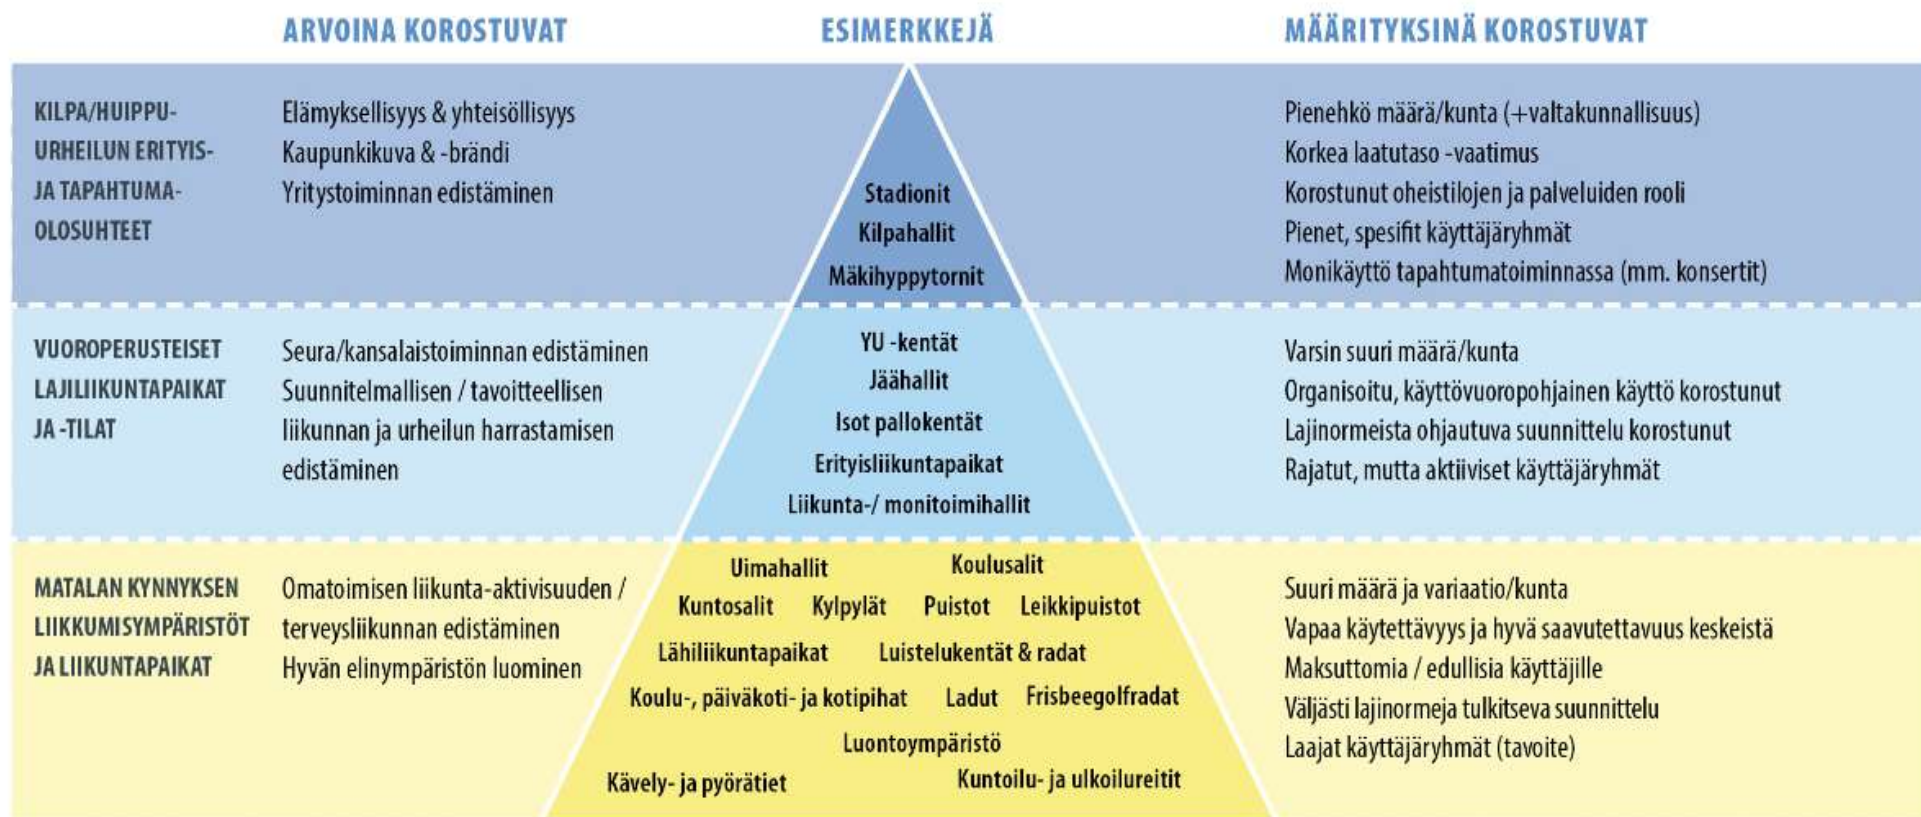 ARVOINA KOROSTUVAT
ESIMERKKEJÄ
MÄÄRITYKSINÄ KOROSTUVAT
KILPA/HUIPPU-
URHEILUN ERITYIS-
JA TAPAHTUMA-
OLOSUHTEET
Elämyksellisyys & yhteisöllisyys
Kaupunkikuva & -brändi
Yritystoiminnan edistäminen
Stadionit
Kilpahallit
Mäkihyppytornit
Pienehkö määrä/kunta (+valtakunnallisuus)
Korkea laatutaso -vaatimus
Korostunut oheistilojen ja palveluiden rooli
Pienet, spesifit käyttäjäryhmät
Monikäyttö tapahtumatoiminnassa (mm. konsertit)
VUOROPERUSTEISET
LAJILIIKUNTAPAIKAT
JA -TILAT
Seura/kansalaistoiminnan edistäminen
Suunnitelmallisen / tavoitteellisen
liikunnan ja urheilun harrastamisen
edistäminen
YU -kentät
Jäähallit
Isot pallokentät
Erityisliikuntapaikat
Liikunta-/ monitoimihallit
Varsin suuri määrä/kunta
Organisoitu, käyttövuoropohjainen käyttö korostunut
Lajinormeista ohjautuva suunnittelu korostunut
Rajatut, mutta aktiiviset käyttäjäryhmät
MATALAN KYNNYKSEN
LIIKKUMISYMPÄRISTÖT
JA LIIKUNTAPAIKAT
Omatoimisen liikunta-aktivisuuden /
terveysliikunnan edistäminen
Hyvän elinympäristön luominen
Uimahallit Koulusalit
Kuntosalit Kylpylät Puistot Leikkipuistot
Lähiliikuntapaikat Luistelukentät & radat
Koulu-, päiväkoti- ja kotipihat Ladut Frisbeegolfradat
Luontoympäristö
Kävely- ja pyörätiet Kuntoilu- ja ulkoilureitit
Suuri määrä ja variaatio/kunta
Vapaa käytettävyys ja hyvä saavutettavuus keskeistä
Maksuttomia / edullisia käyttäjille
Väljästi lajinormeja tulkitseva suunnittelu
Laajat käyttäjäryhmät (tavoite)